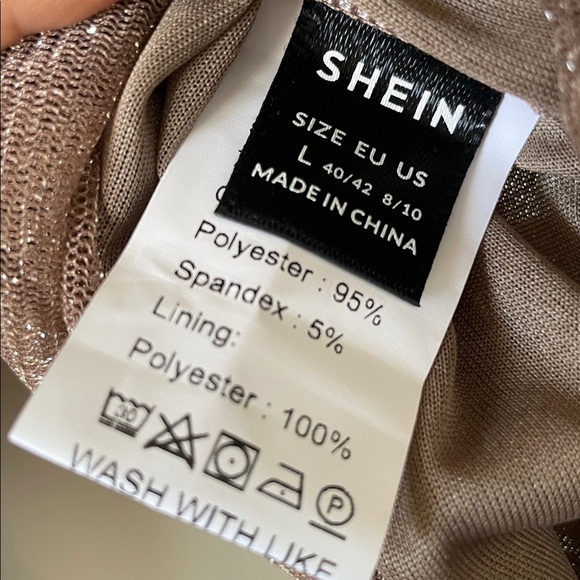 SHEIN
SIZE EU US
L 40/42 8/10
MADE IN CHINA
Polyester : 95%
Spandex : 5%
Lining:
Polyester : 100%
30 P
WASH WITH LIKE